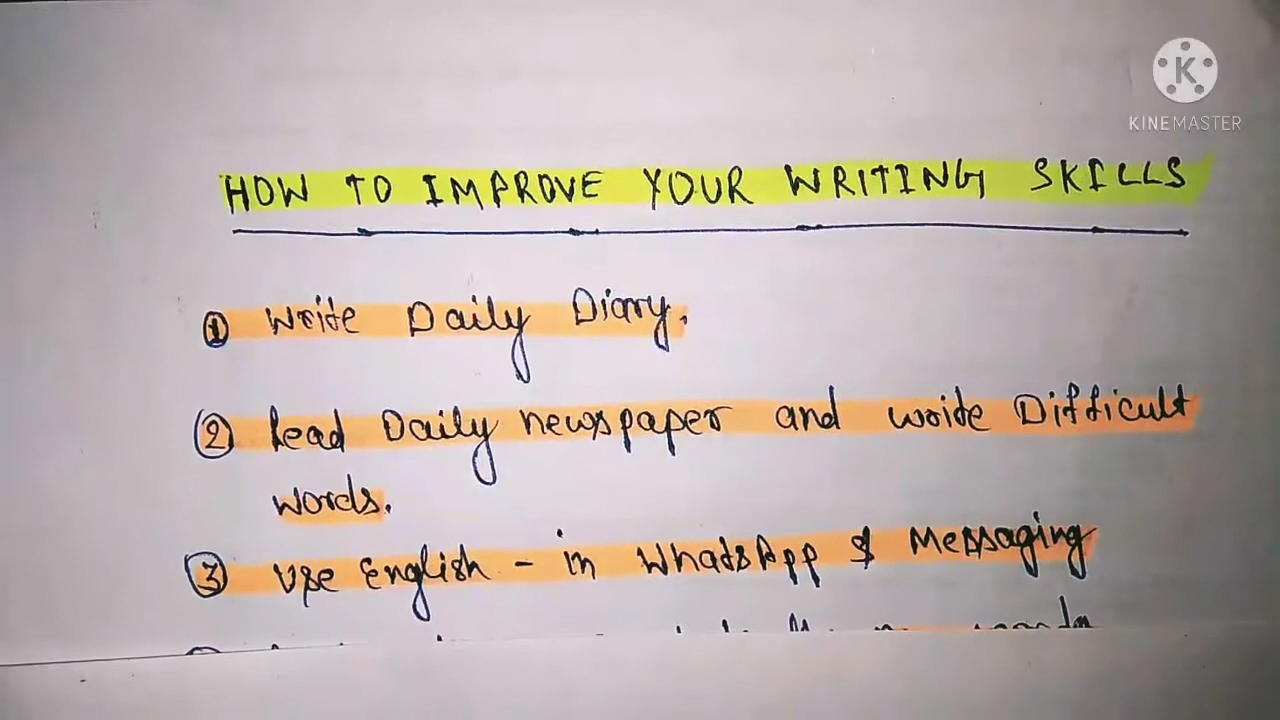 KINEMASTER
HOW TO IMPROVE YOUR WRITING SKILLS
① Write Daily Diary.
② Read Daily newspaper and write Difficult
words.
③ Use English - in WhatsApp & Messaging